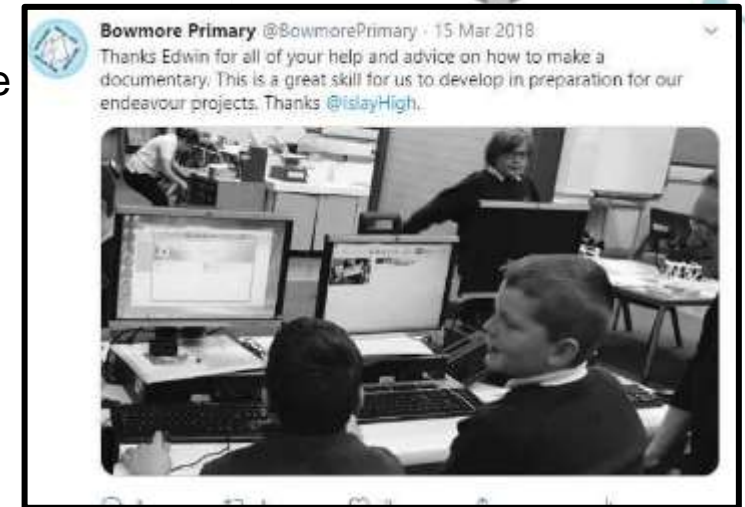 e
Bowmore Primary @BowmorePrimary · 15 Mar 2018
Thanks Edwin for all of your help and advice on how to make a
documentary. This is a great skill for us to develop in preparation for our
endeavour projects. Thanks @islayHigh.